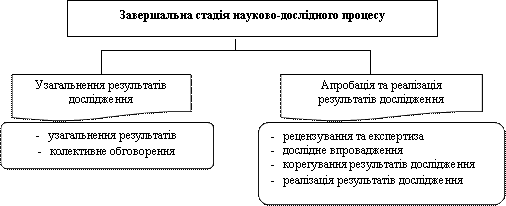 Завершальна стадія науково-дослідного процесу
Узагальнення результатів
дослідження
- узагальнення результатів
- колективне обговорення
Апробація та реалізація
результатів дослідження
- рецензування та експертиза
- дослідне впровадження
- корегування результатів дослідження
- реалізація результатів дослідження